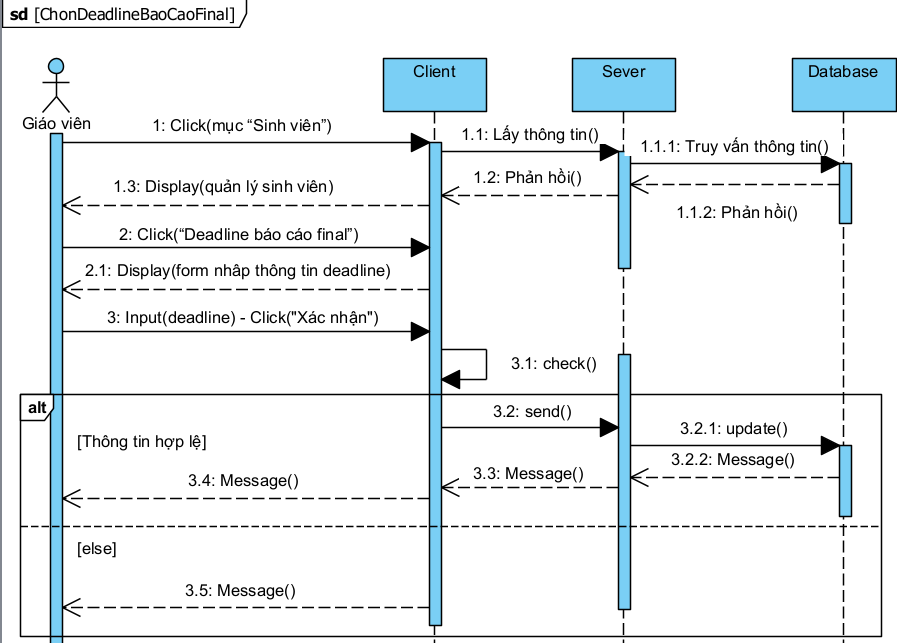 sd [ChonDeadlineBaoCaoFinal]
Client
Sever
Database
Giáo viên
1: Click(mục “Sinh viên”)
1.1: Lấy thông tin()
1.1.1: Truy vấn thông tin()
1.2: Phản hồi()
1.3: Display(quản lý sinh viên)
1.1.2: Phản hồi()
2: Click(“Deadline báo cáo final”)
2.1: Display(form nhâp thông tin deadline)
3: Input(deadline) - Click("Xác nhận")
3.1: check()
alt
3.2: send()
3.2.1: update()
[Thông tin hợp lệ]
3.2.2: Message()
3.3: Message()
3.4: Message()
[else]
3.5: Message()